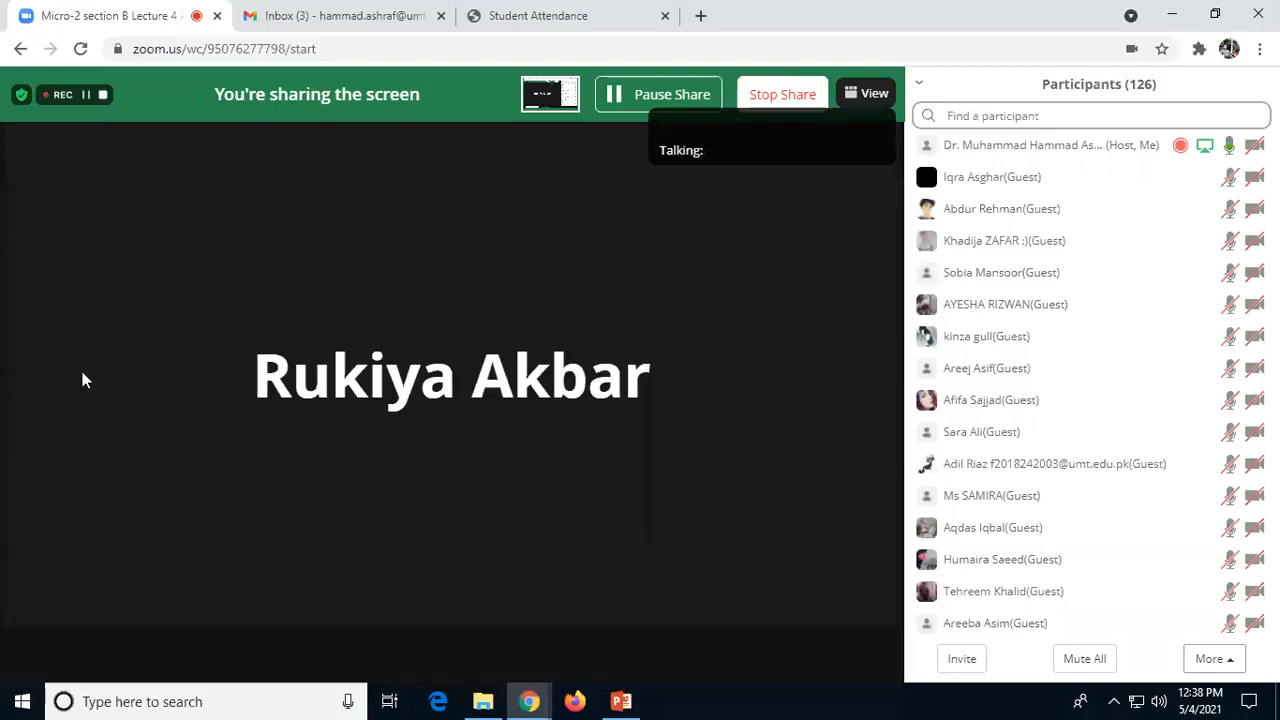 Micro-2 section B Lecture 4
Inbox (3) - hammad.ashraf@umt
Student Attendance
zoom.us/wc/95076277798/start
REC
You're sharing the screen
Pause Share
Stop Share
View
Talking:
Rukiya Akbar
Participants (126)
Find a participant
Dr. Muhammad Hammad As... (Host, Me)
Iqra Asghar(Guest)
Abdur Rehman(Guest)
Khadija ZAFAR :)(Guest)
Sobia Mansoor(Guest)
AYESHA RIZWAN(Guest)
kinza gull(Guest)
Areej Asif(Guest)
Afifa Sajjad(Guest)
Sara Ali(Guest)
Adil Riaz f2018242003@umt.edu.pk(Guest)
Ms SAMIRA(Guest)
Aqdas Iqbal(Guest)
Humaira Saeed(Guest)
Tehreem Khalid(Guest)
Areeba Asim(Guest)
Invite
Mute All
More
Type here to search
12:38 PM
5/4/2021